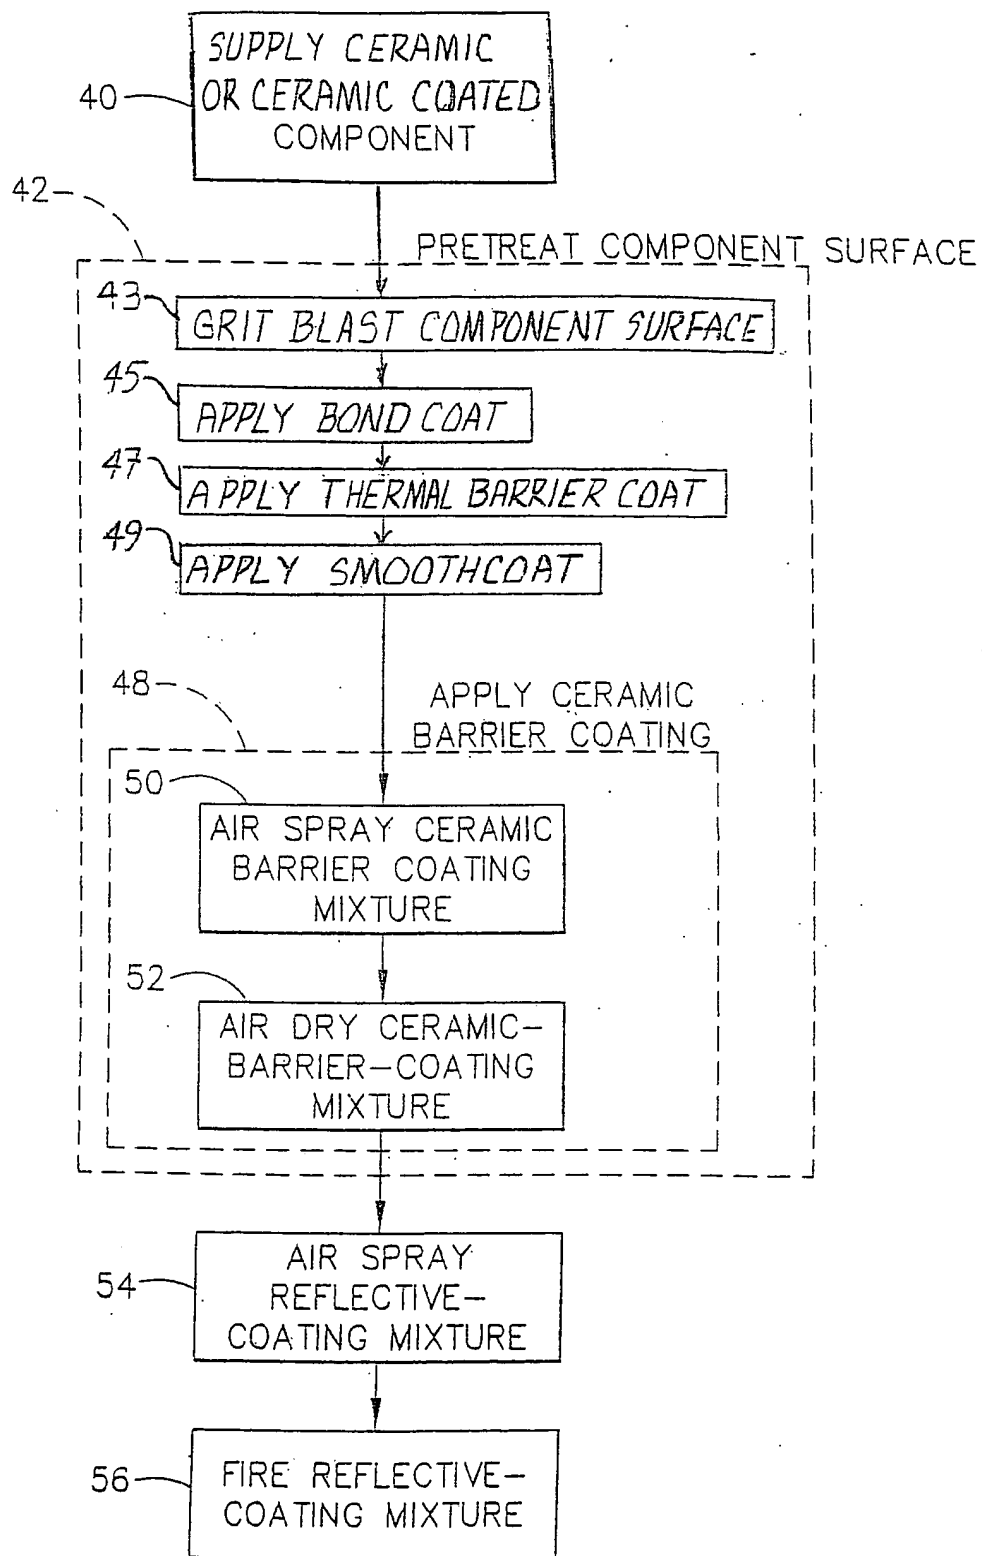 SUPPLY CERAMIC
40
OR CERAMIC COATED
COMPONENT
42
PRETREAT COMPONENT SURFACE
43
GRIT BLAST COMPONENT SURFACE
45
APPLY BOND COAT
47
APPLY THERMAL BARRIER COAT
49
APPLY SMOOTHCOAT
48
APPLY CERAMIC
BARRIER COATING
50
AIR SPRAY CERAMIC
BARRIER COATING
MIXTURE
52
AIR DRY CERAMIC-
BARRIER-COATING
MIXTURE
54
AIR SPRAY
REFLECTIVE-
COATING MIXTURE
56
FIRE REFLECTIVE-
COATING MIXTURE